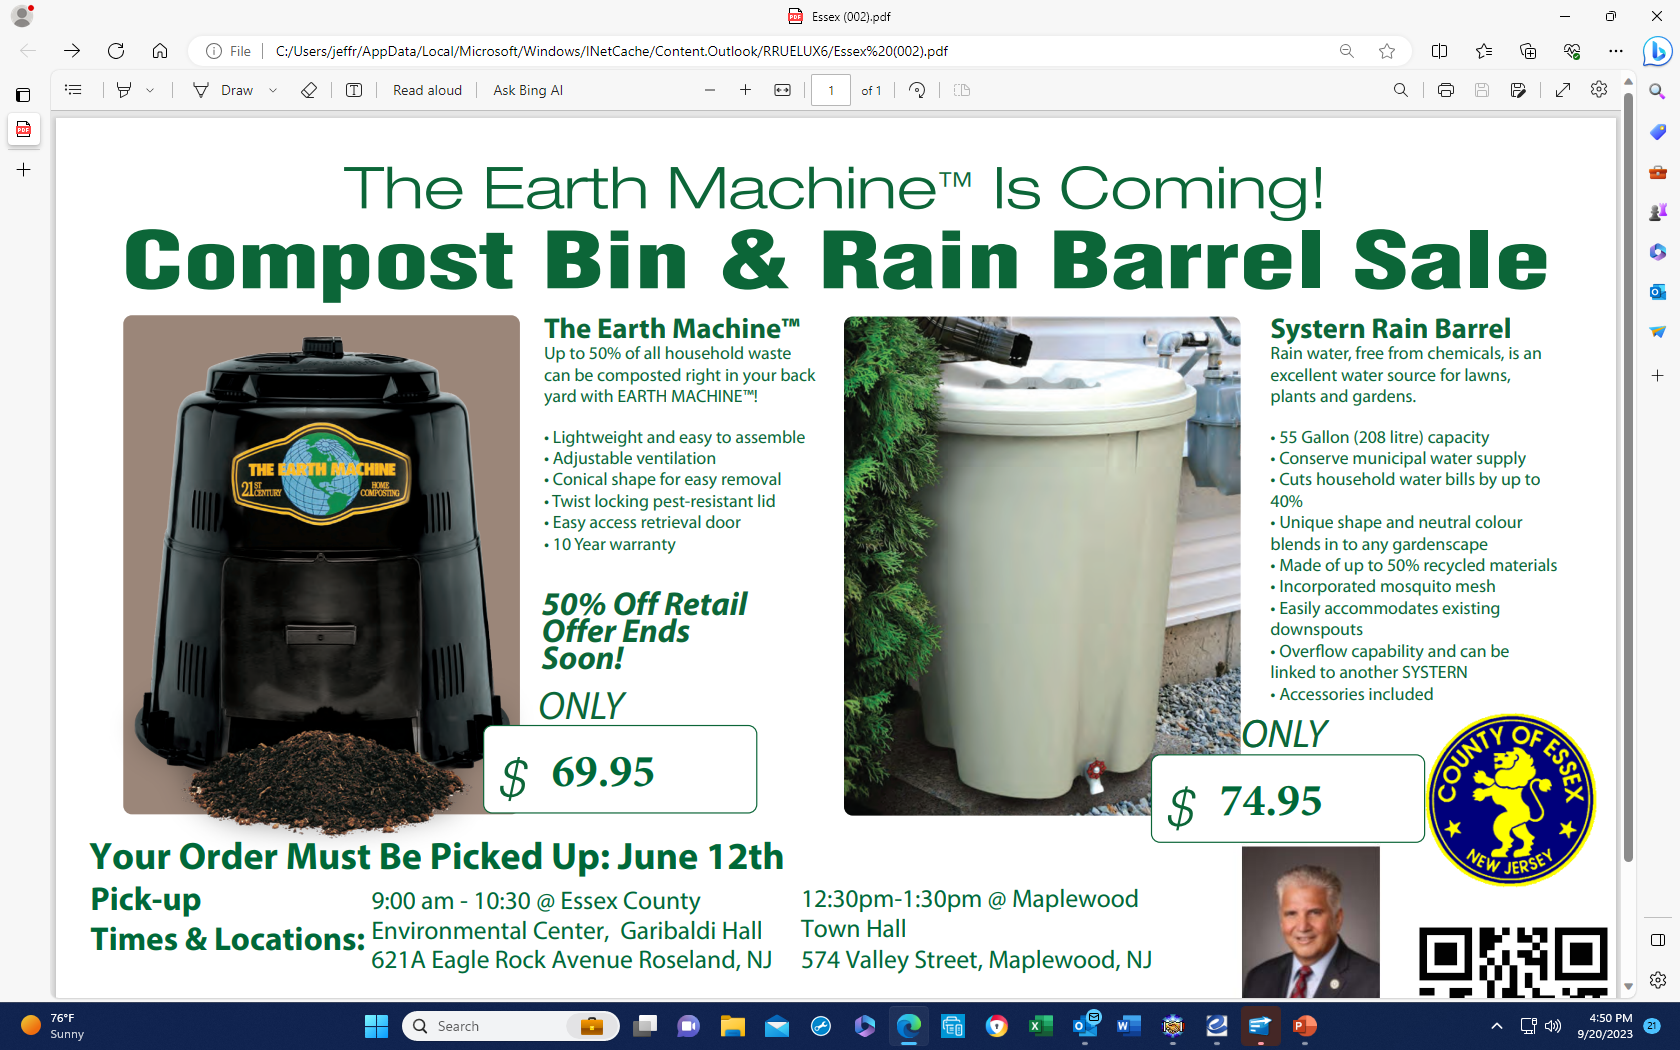 Essex (002).pdf
File
C:/Users/jeffr/AppData/Local/Microsoft/Windows/INetCache/Content.Outlook/RRUELUX6/Essex%20(002).pdf
Draw
Read aloud
Ask Bing AI
1
of 1
The Earth Machine™ Is Coming!
Compost Bin & Rain Barrel Sale
THE EARTH MACHINE
21ST CENTURY
HOME COMPOSTING
The Earth Machine™
Up to 50% of all household waste
can be composted right in your back
yard with EARTH MACHINE™!
• Lightweight and easy to assemble
• Adjustable ventilation
• Conical shape for easy removal
• Twist locking pest-resistant lid
• Easy access retrieval door
• 10 Year warranty
50% Off Retail
Offer Ends
Soon!
ONLY
$ 69.95
Systern Rain Barrel
Rain water, free from chemicals, is an
excellent water source for lawns,
plants and gardens.
• 55 Gallon (208 litre) capacity
• Conserve municipal water supply
• Cuts household water bills by up to
40%
• Unique shape and neutral colour
blends in to any gardenscape
• Made of up to 50% recycled materials
• Incorporated mosquito mesh
• Easily accommodates existing
downspouts
• Overflow capability and can be
linked to another SYSTERN
• Accessories included
ONLY
$ 74.95
COUNTY OF ESSEX
NEW JERSEY
Your Order Must Be Picked Up: June 12th
Pick-up
Times & Locations:
9:00 am - 10:30 @ Essex County
Environmental Center, Garibaldi Hall
621A Eagle Rock Avenue Roseland, NJ
12:30pm-1:30pm @ Maplewood
Town Hall
574 Valley Street, Maplewood, NJ
76°F
Sunny
Search
4:50 PM
9/20/2023
21